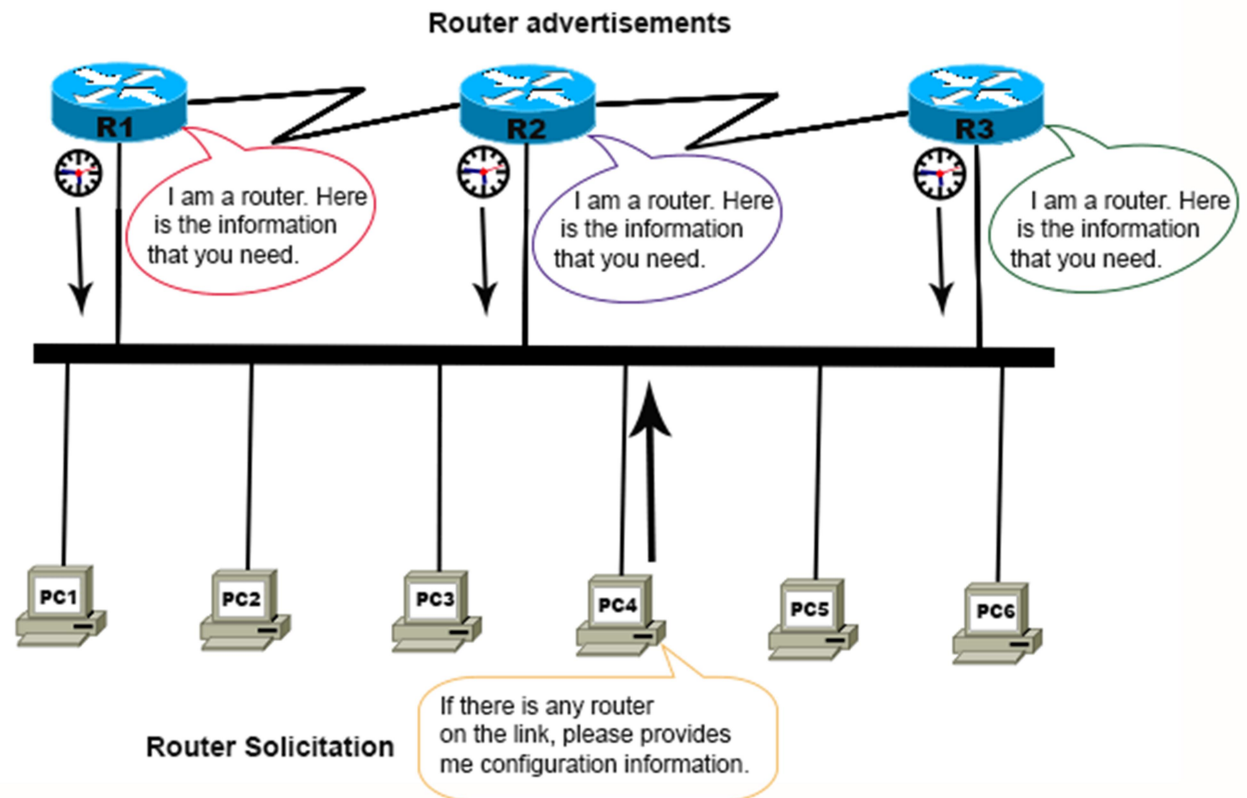 Router advertisements
R1
R2
R3
I am a router. Here
is the information
that you need.
I am a router. Here
is the information
that you need.
I am a router. Here
is the information
that you need.
PC1
PC2
PC3
PC4
PC5
PC6
If there is any router
on the link, please provides
me configuration information.
Router Solicitation